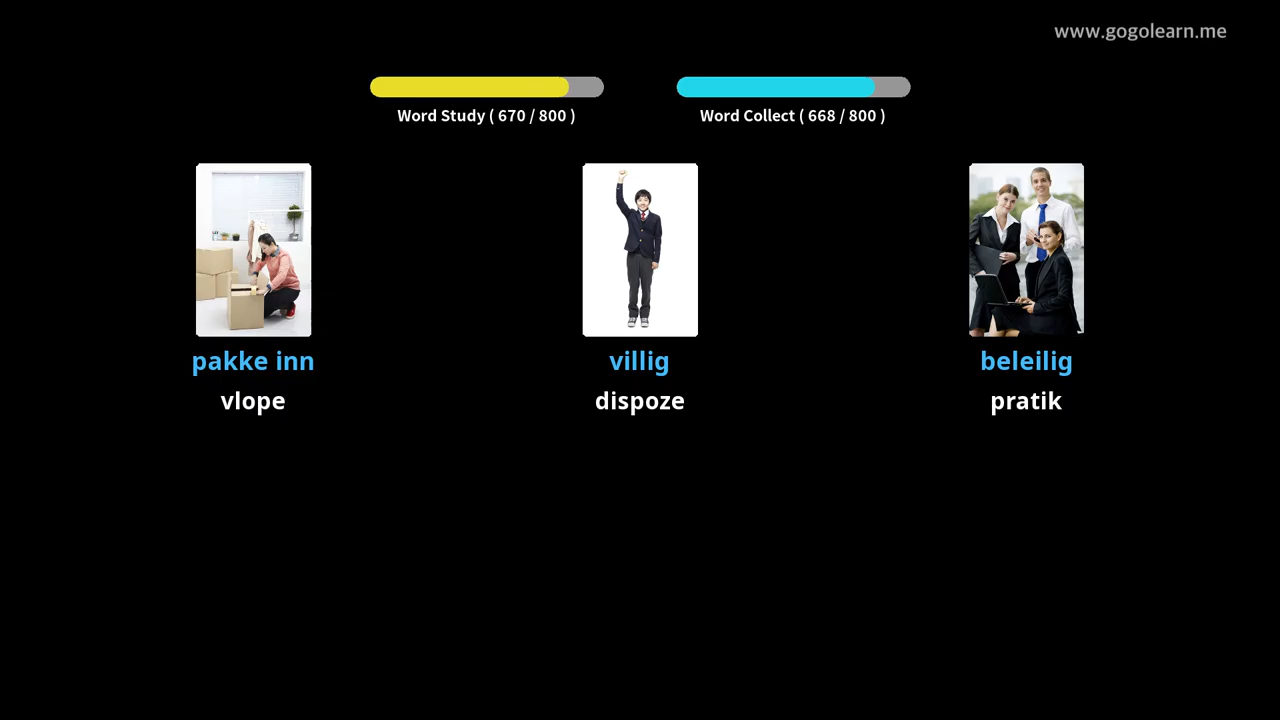 www.gogolearn.me
Word Study ( 670 / 800 )
Word Collect ( 668 / 800 )
pakke inn
vlope
villig
dispoze
beleilig
pratik